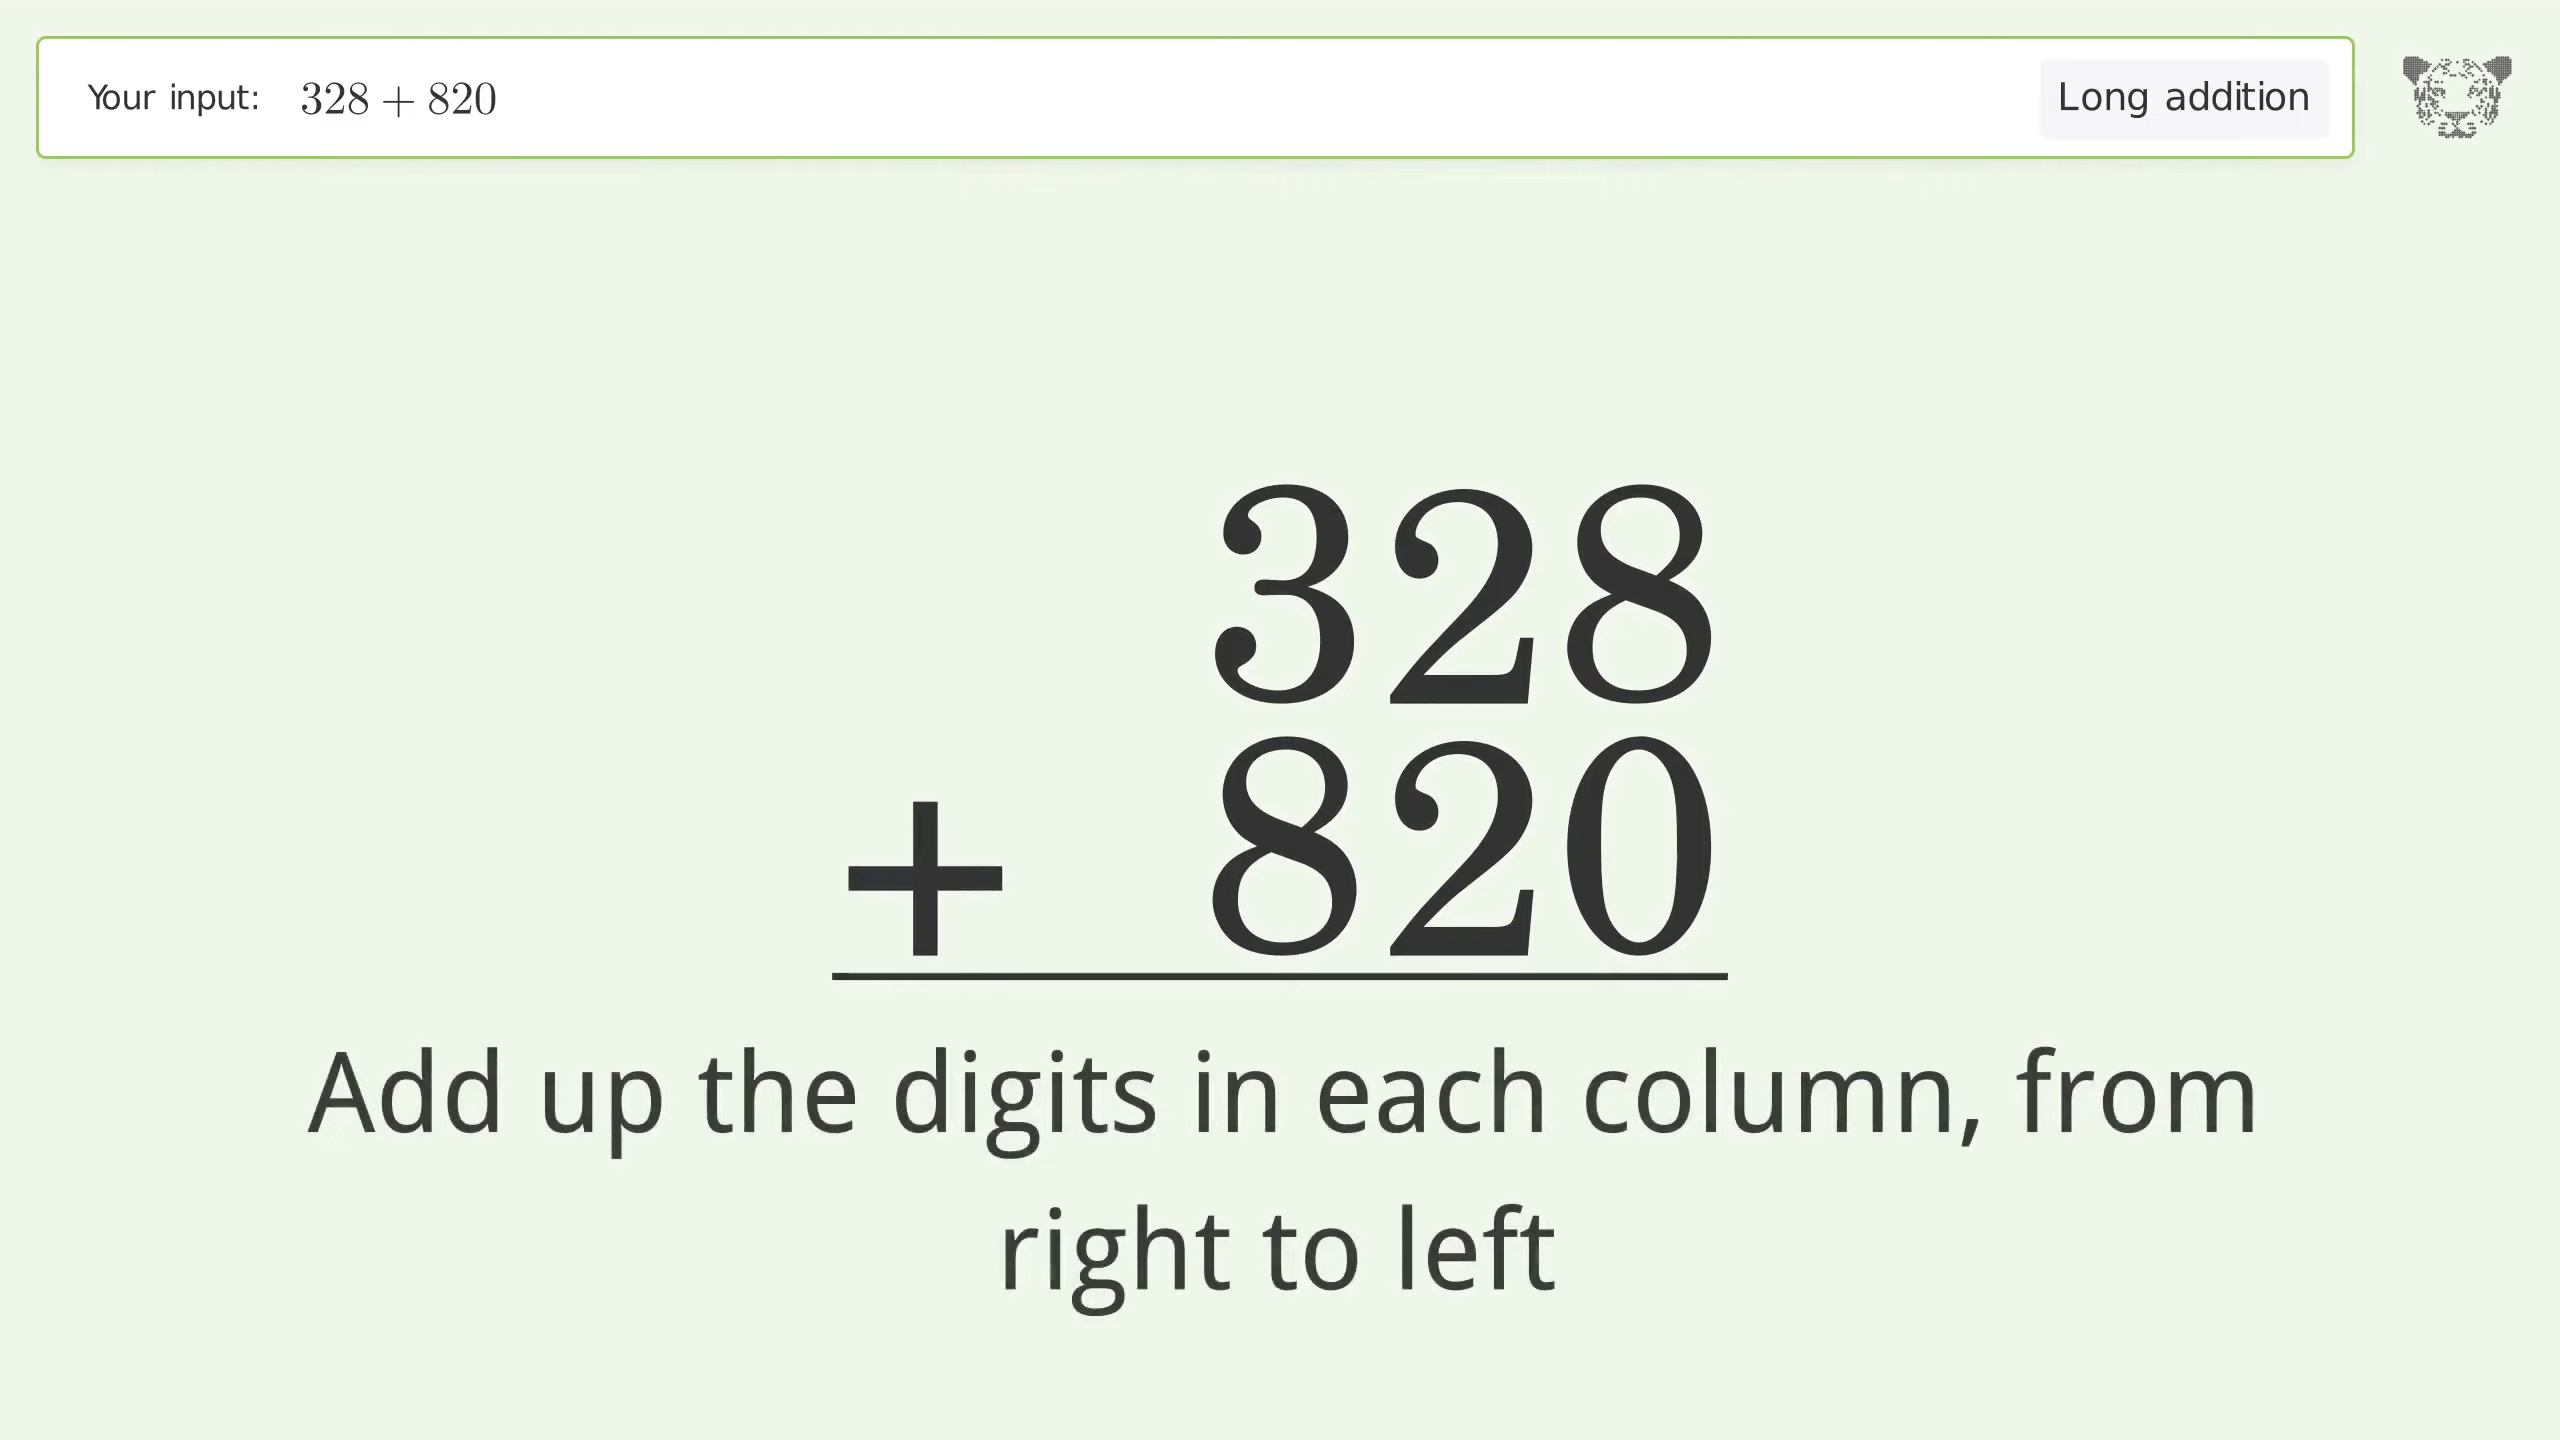 Your input: 328 + 820
Long addition
328
+ 820
Add up the digits in each column, from
right to left